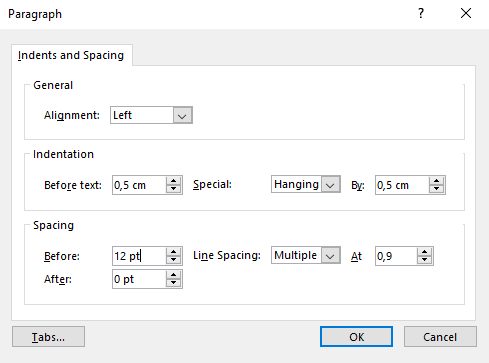 Paragraph ?
Indents and Spacing
General
Alignment: Left
Indentation
Before text: 0,5 cm Special: Hanging By: 0,5 cm
Spacing
Before: 12 pt Line Spacing: Multiple At 0,9
After: 0 pt
Tabs... OK Cancel